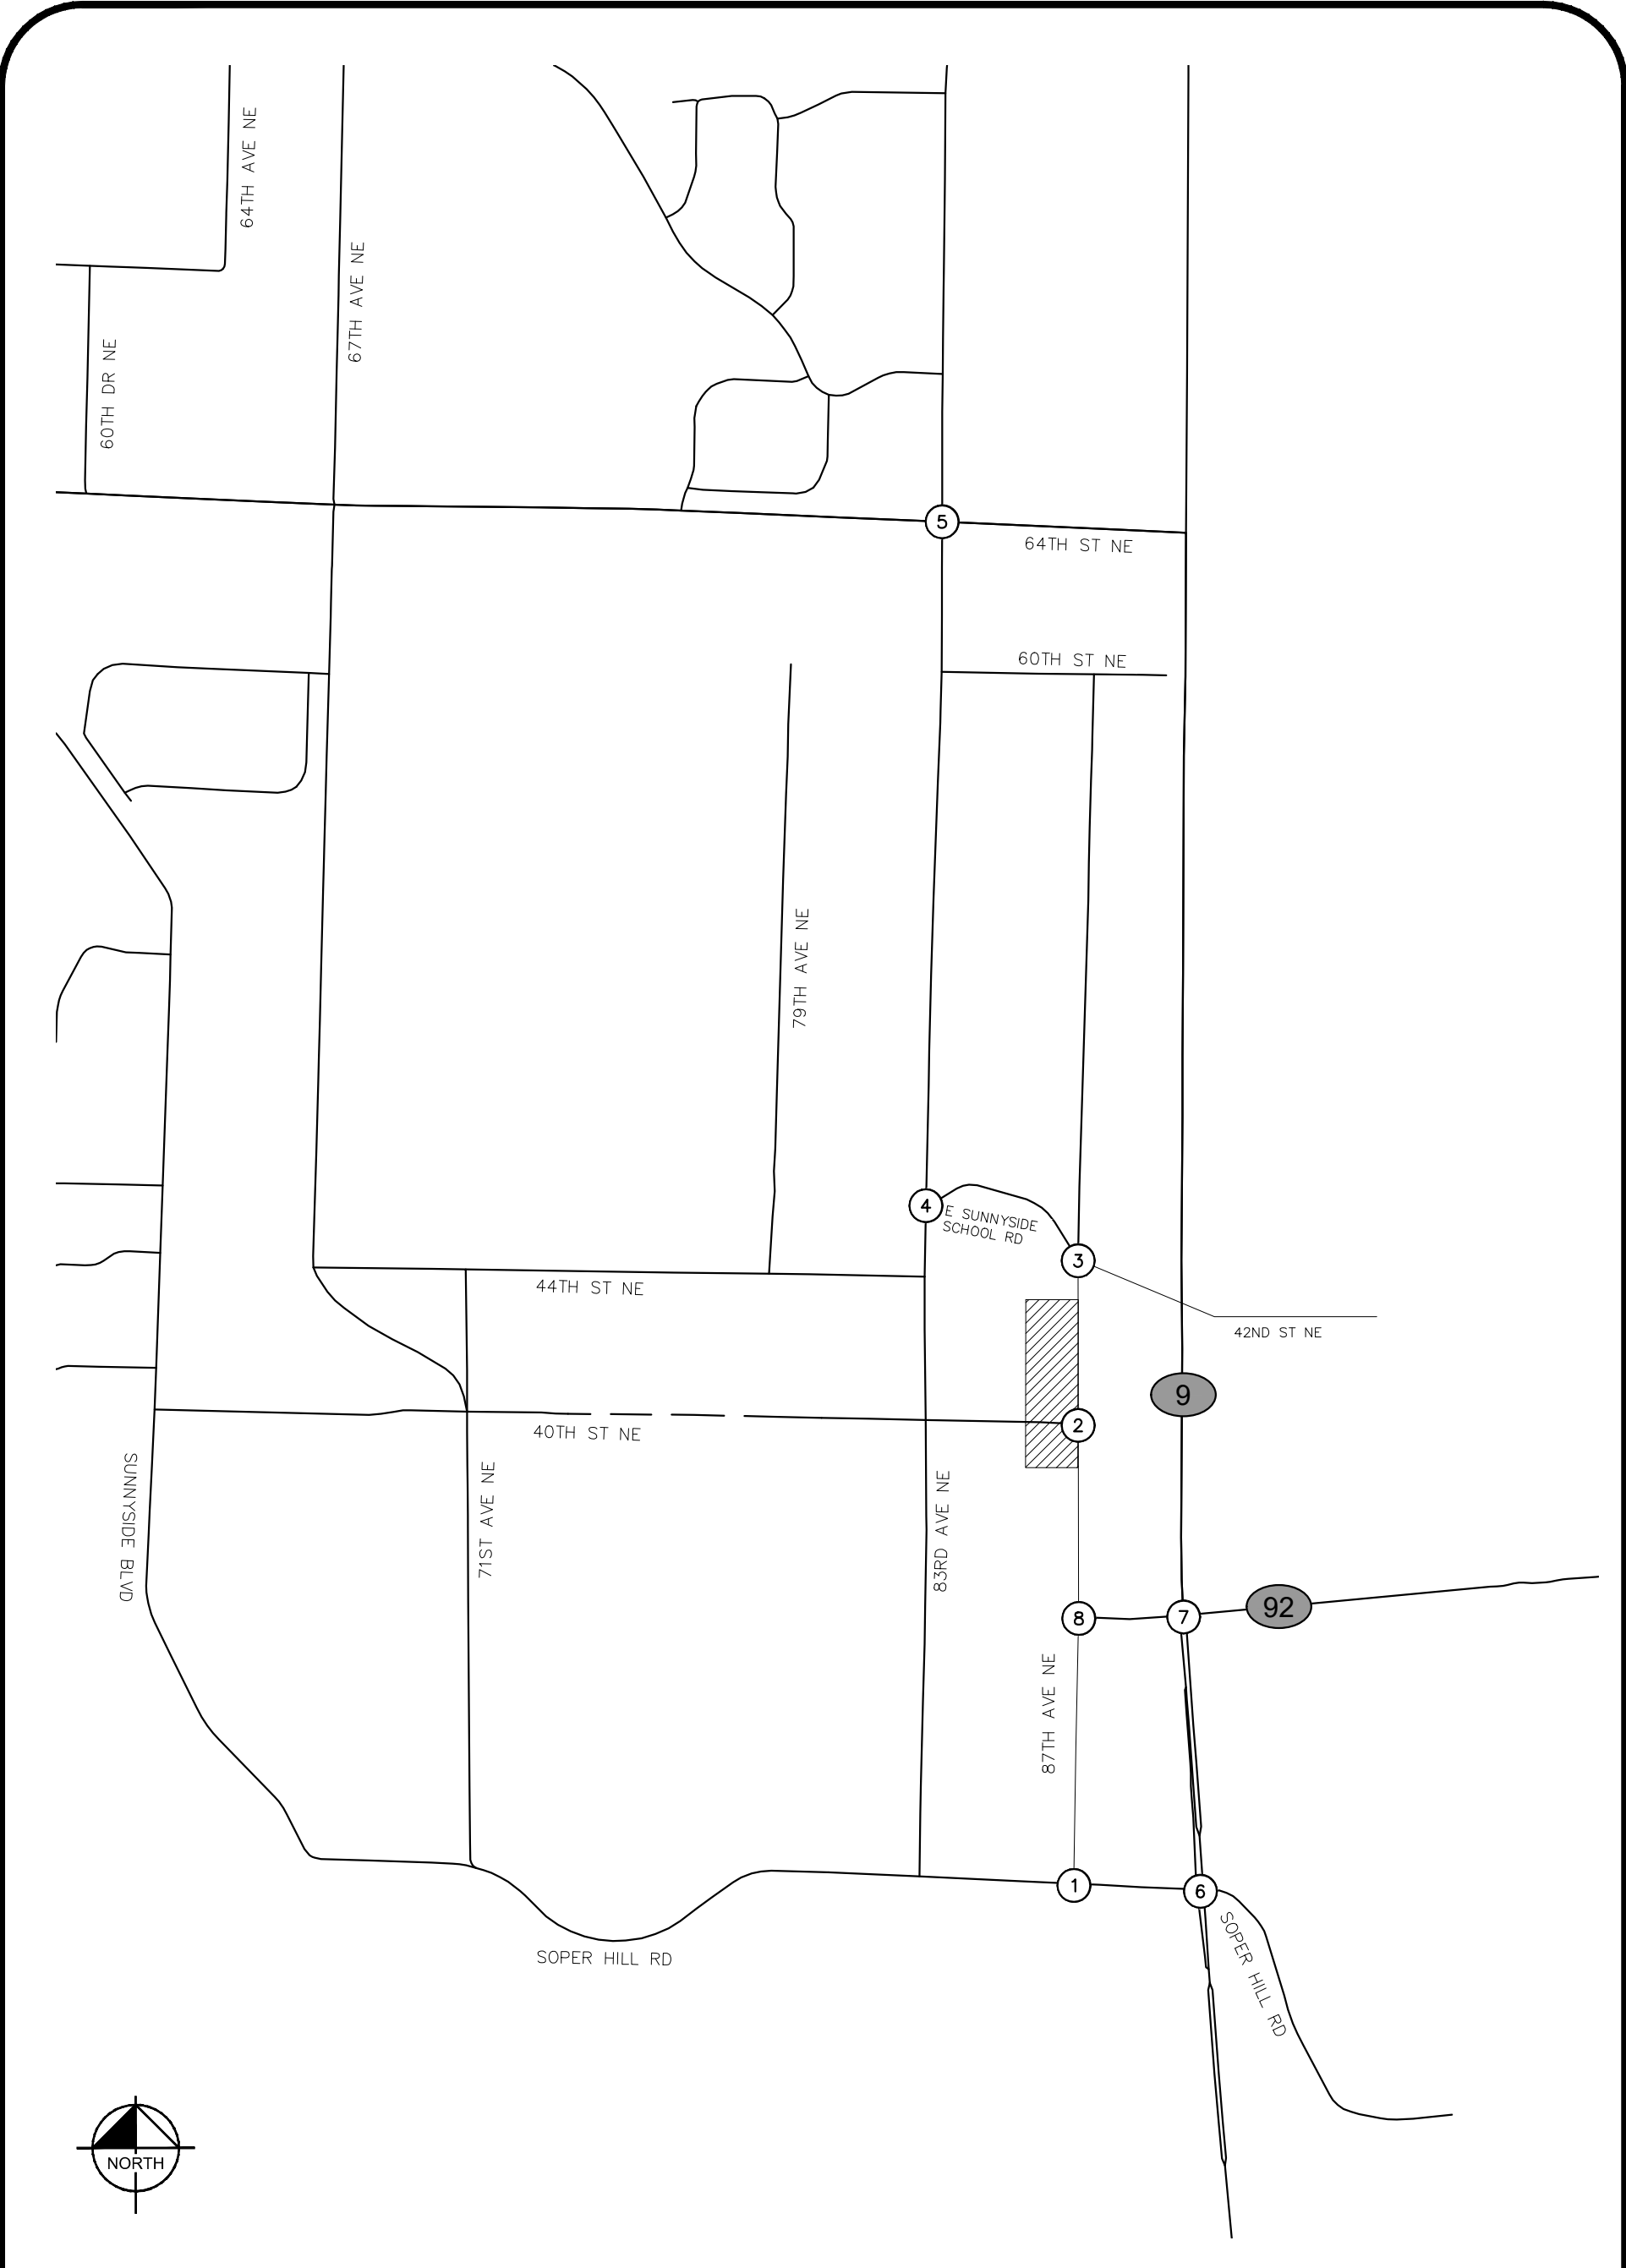 64TH AVE NE
67TH AVE NE
60TH DR NE
5
64TH ST NE
60TH ST NE
79TH AVE NE
4
E SUNNYSIDE
SCHOOL RD
3
44TH ST NE
42ND ST NE
9
2
40TH ST NE
SUNNYSIDE BLVD
71ST AVE NE
83RD AVE NE
92
8
7
87TH AVE NE
1
6
SOPER HILL RD
SOPER HILL RD
NORTH